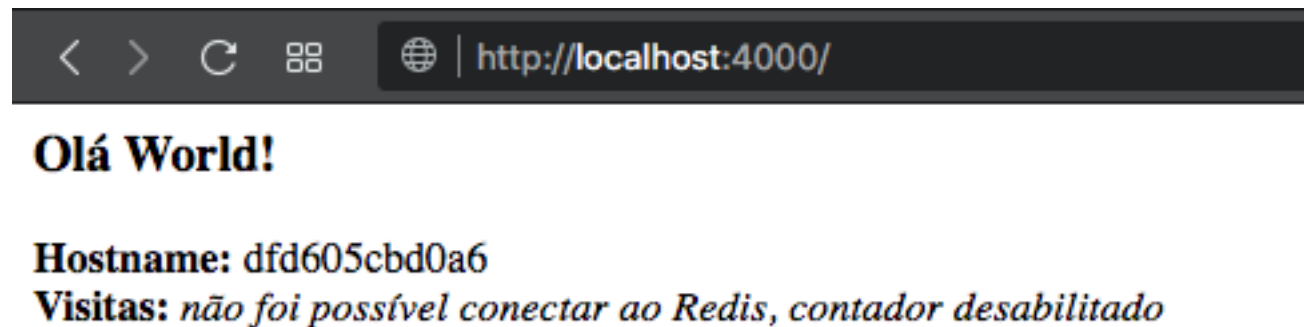 http://localhost:4000/
Olá World!
Hostname: dfd605cbd0a6
Visitas: não foi possível conectar ao Redis, contador desabilitado